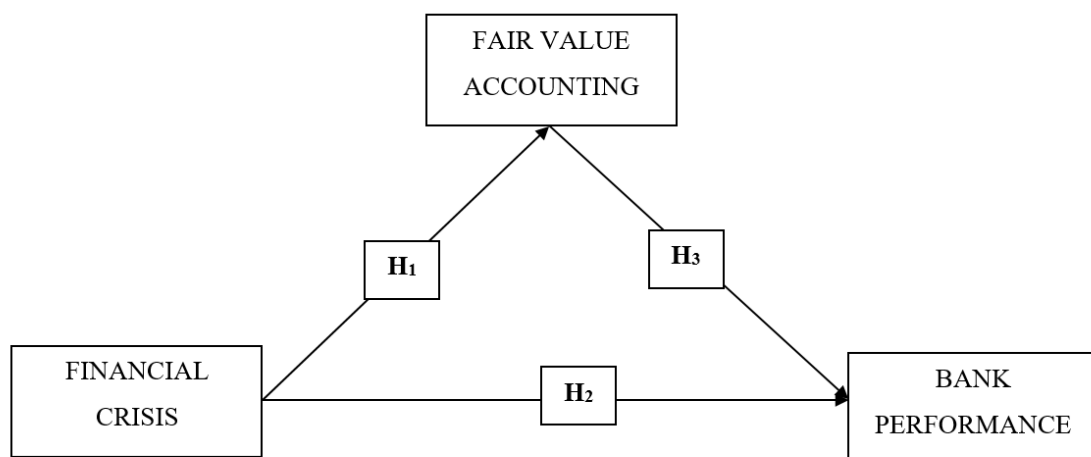 FAIR VALUE
ACCOUNTING
H₁
H₃
FINANCIAL
CRISIS
H₂
BANK
PERFORMANCE